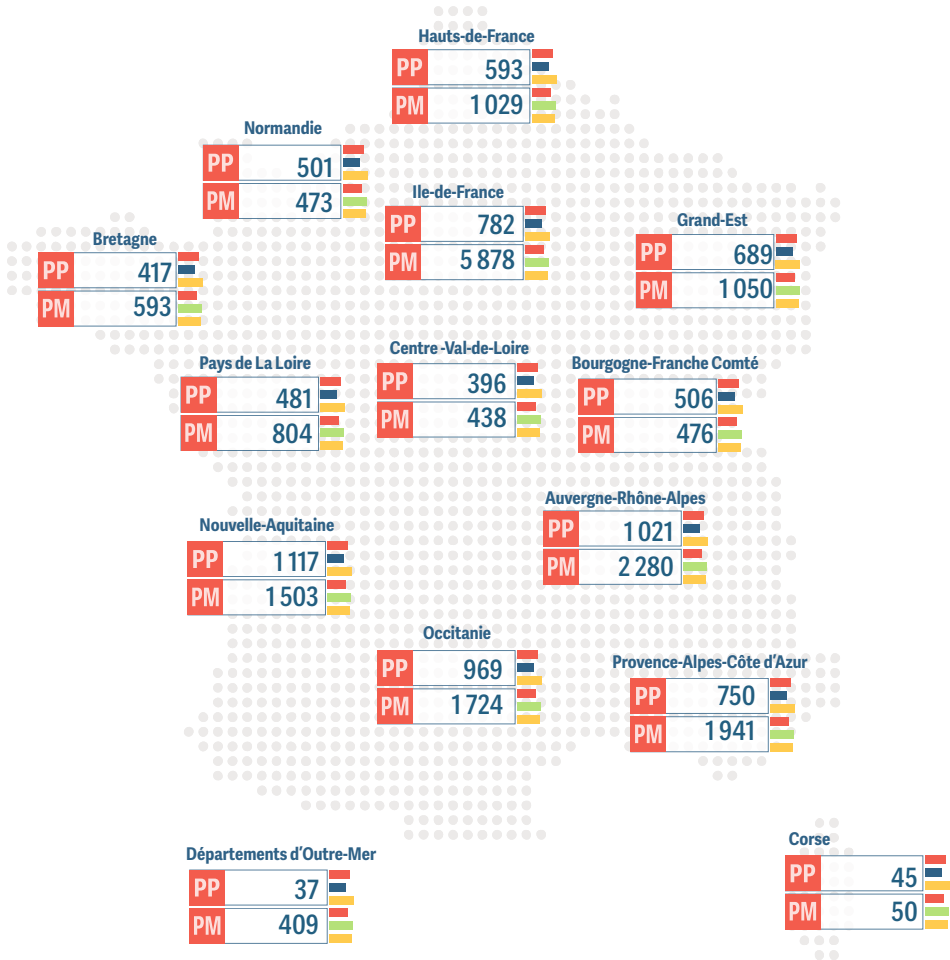 Hauts-de-France
PP 593
PM 1 029
Normandie
PP 501
PM 473
Ile-de-France
PP 782
PM 5 878
Grand-Est
PP 689
PM 1 050
Bretagne
PP 417
PM 593
Pays de La Loire
PP 481
PM 804
Centre -Val-de-Loire
PP 396
PM 438
Bourgogne-Franche Comté
PP 506
PM 476
Auvergne-Rhône-Alpes
PP 1 021
PM 2 280
Nouvelle-Aquitaine
PP 1 117
PM 1 503
Occitanie
PP 969
PM 1 724
Provence-Alpes-Côte d'Azur
PP 750
PM 1 941
Départements d'Outre-Mer
PP 37
PM 409
Corse
PP 45
PM 50